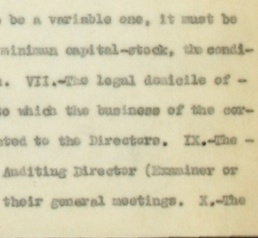 be a variable one, it must be
minimum capital-stock, the condi-
VII.-The legal domicile of -
which the business of the cor-
to the Directors. IX.-The -
Auditing Director (Examiner or
their general meetings. X.-The